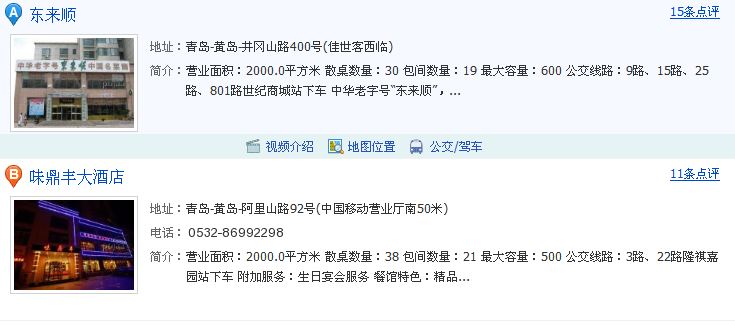 A 东来顺 15条点评
中华老字号 東来順 中国名菜馆
地址：青岛-黄岛-井冈山路400号(佳世客西临)
简介：营业面积：2000.0平方米 散桌数量：30 包间数量：19 最大容量：600 公交线路：9路、15路、25
路、801路世纪商城站下车 中华老字号"东来顺"，...
视频介绍 地图位置 公交/驾车
B 味鼎丰大酒店 11条点评
地址：青岛-黄岛-阿里山路92号(中国移动营业厅南50米)
电话： 0532-86992298
简介：营业面积：2000.0平方米 散桌数量：38 包间数量：21 最大容量：500 公交线路：3路、22路隆祺嘉
园站下车 附加服务：生日宴会服务 餐馆特色：精品...